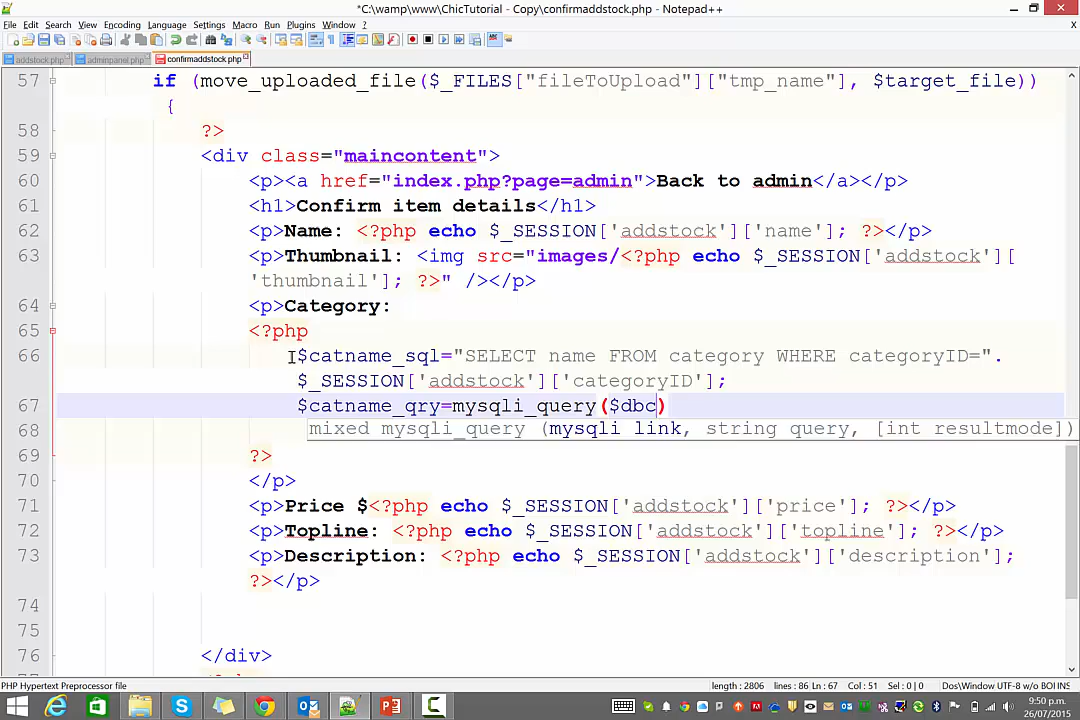 *C:\wamp\www\ChicTutorial - Copy\confirmaddstock.php - Notepad++
File Edit Search View Encoding Language Settings Macro Run Plugins Window ?
addstock.php adminpanel.php confirmaddstock.php
57 if (move_uploaded_file($_FILES["fileToUpload"]["tmp_name"], $target_file))
{
58 ?>
59 <div class="maincontent">
60 <p><a href="index.php?page=admin">Back to admin</a></p>
61 <h1>Confirm item details</h1>
62 <p>Name: <?php echo $_SESSION['addstock']['name']; ?></p>
63 <p>Thumbnail: <img src="images/<?php echo $_SESSION['addstock'][
'thumbnail']; ?>" /></p>
64 <p>Category:
65 <?php
66 $catname_sql="SELECT name FROM category WHERE categoryID=".
$_SESSION['addstock']['categoryID'];
67 $catname_qry=mysqli_query($dbc)
68 mixed mysqli_query (mysqli link, string query, [int resultmode])
69 ?>
70 </p>
71 <p>Price $<?php echo $_SESSION['addstock']['price']; ?></p>
72 <p>Topline: <?php echo $_SESSION['addstock']['topline']; ?></p>
73 <p>Description: <?php echo $_SESSION['addstock']['description'];
?></p>
74
75
76 </div>
PHP Hypertext Preprocessor file length : 2806 lines : 86 Ln : 67 Col : 51 Sel : 0 | 0 Dos\Windows UTF-8 w/o BOM INS
9:50 p.m.
26/07/2015